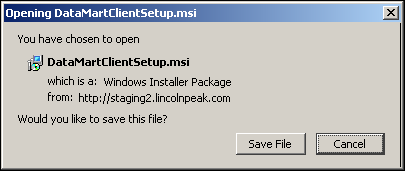 Opening DataMartClientSetup.msi
You have chosen to open
DataMartClientSetup.msi
which is a: Windows Installer Package
from: http://staging2.lincolnpeak.com
Would you like to save this file?
Save File
Cancel